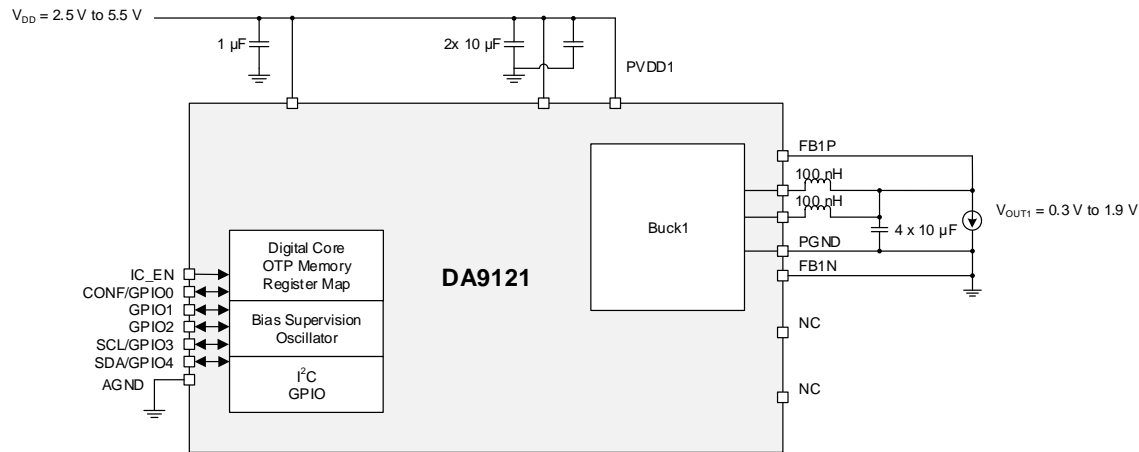 V_DD = 2.5 V to 5.5 V
1 µF
2x 10 µF
PVDD1
FB1P
100 nH
100 nH
V_OUT1 = 0.3 V to 1.9 V
Buck1
4 x 10 µF
PGND
FB1N
DA9121
Digital Core
OTP Memory
Register Map
IC_EN
CONF/GPIO0
GPIO1
GPIO2
SCL/GPIO3
SDA/GPIO4
AGND
Bias Supervision
Oscillator
I²C
GPIO
NC
NC